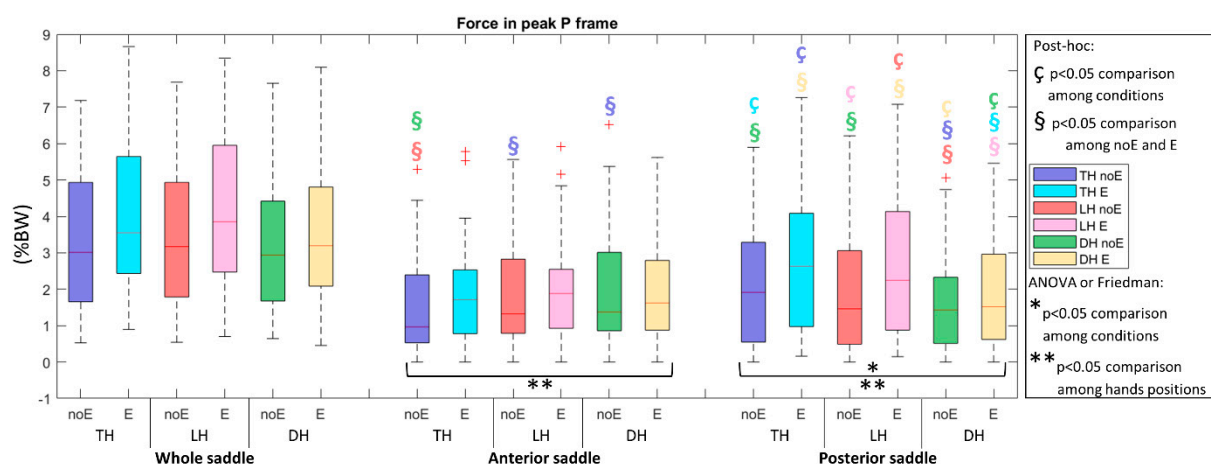 Force in peak P frame
9
8
7
6
5
4
3
2
1
0
-1
(%BW)
§
§
§
§
ç
§
ç
§
ç
§
ç
§
ç
§
§
ç
§
§
**
*
**
noE E noE E noE E noE E noE E noE E noE E noE E noE E
TH LH DH TH LH DH TH LH DH
Whole saddle Anterior saddle Posterior saddle
Post-hoc:
ç p<0.05 comparison
among conditions
§ p<0.05 comparison
among noE and E
TH noE
TH E
LH noE
LH E
DH noE
DH E
ANOVA or Friedman:
*p<0.05 comparison
among conditions
**p<0.05 comparison
among hands positions